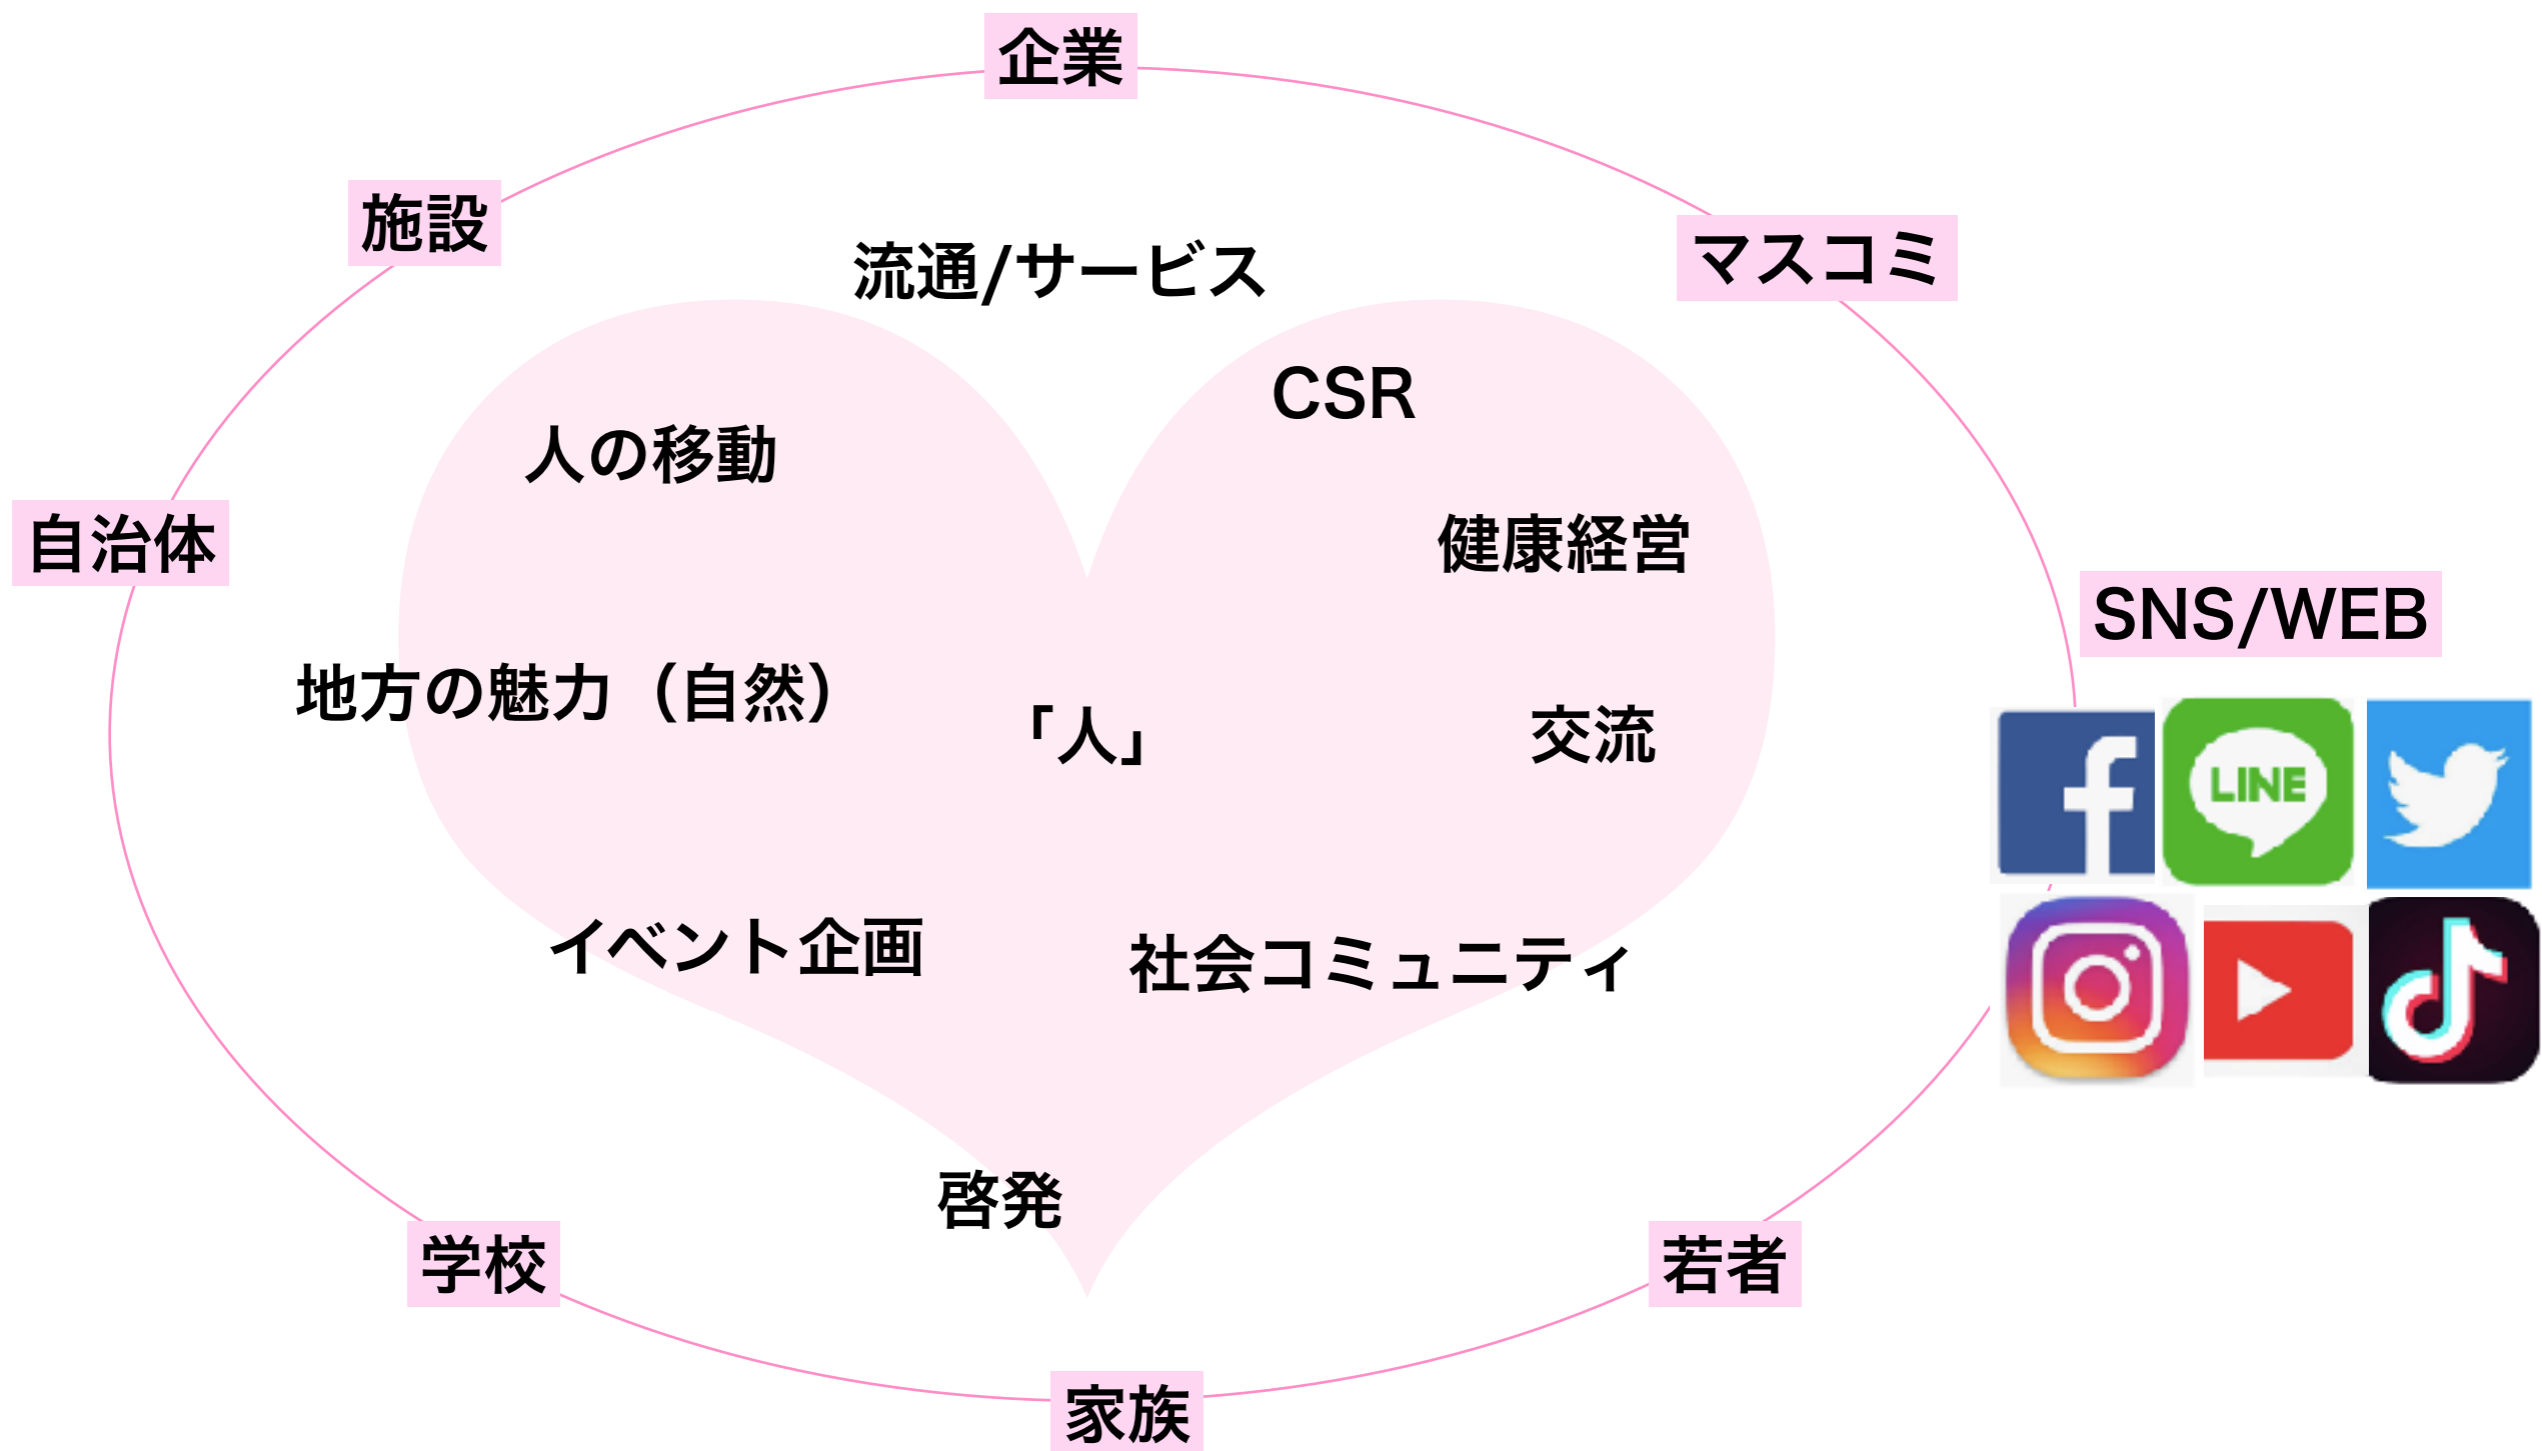 企業
施設
マスコミ
流通/サービス
CSR
人の移動
自治体
健康経営
SNS/WEB
地方の魅力（自然）
「人」
交流
LINE
イベント企画
社会コミュニティ
啓発
学校
若者
家族